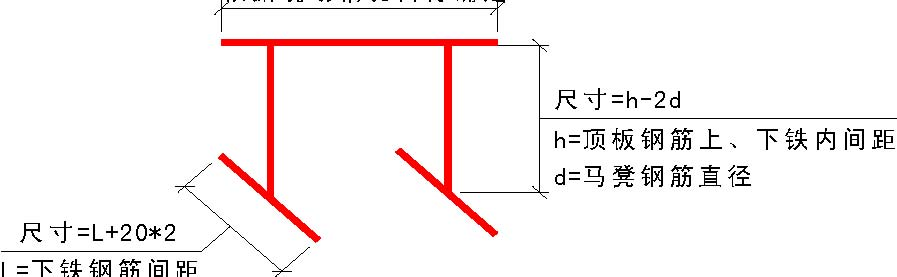 尺寸=h-2d
h=顶板钢筋上、下铁内间距
d=马凳钢筋直径
尺寸=L+20*2
L=下铁钢筋间距